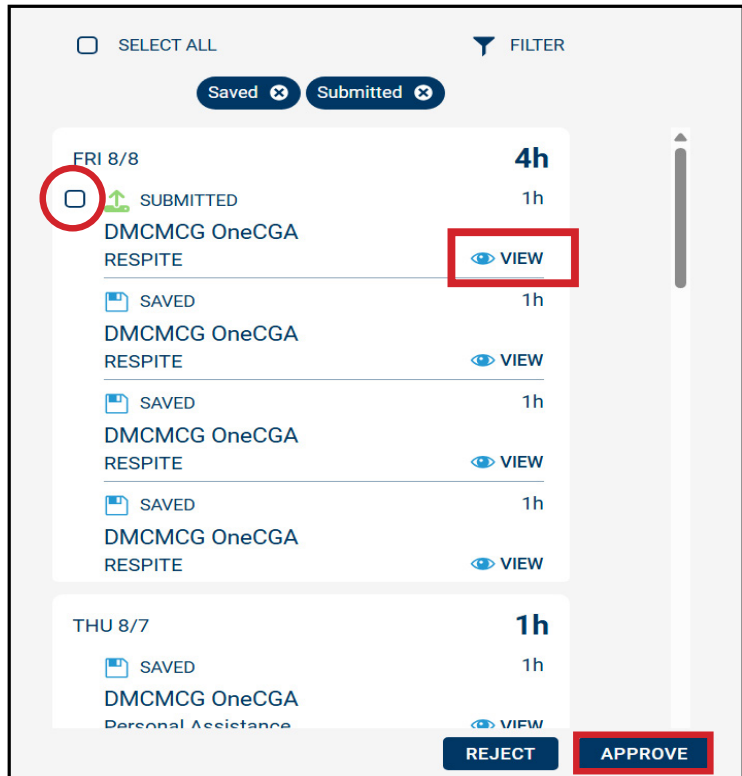 SELECT ALL FILTER
Saved Submitted
FRI 8/8 4h
SUBMITTED 1h
DMCMCG OneCGA
RESPITE VIEW
SAVED 1h
DMCMCG OneCGA
RESPITE VIEW
SAVED 1h
DMCMCG OneCGA
RESPITE VIEW
SAVED 1h
DMCMCG OneCGA
RESPITE VIEW
THU 8/7 1h
SAVED 1h
DMCMCG OneCGA
Personal Assistance VIEW
REJECT APPROVE